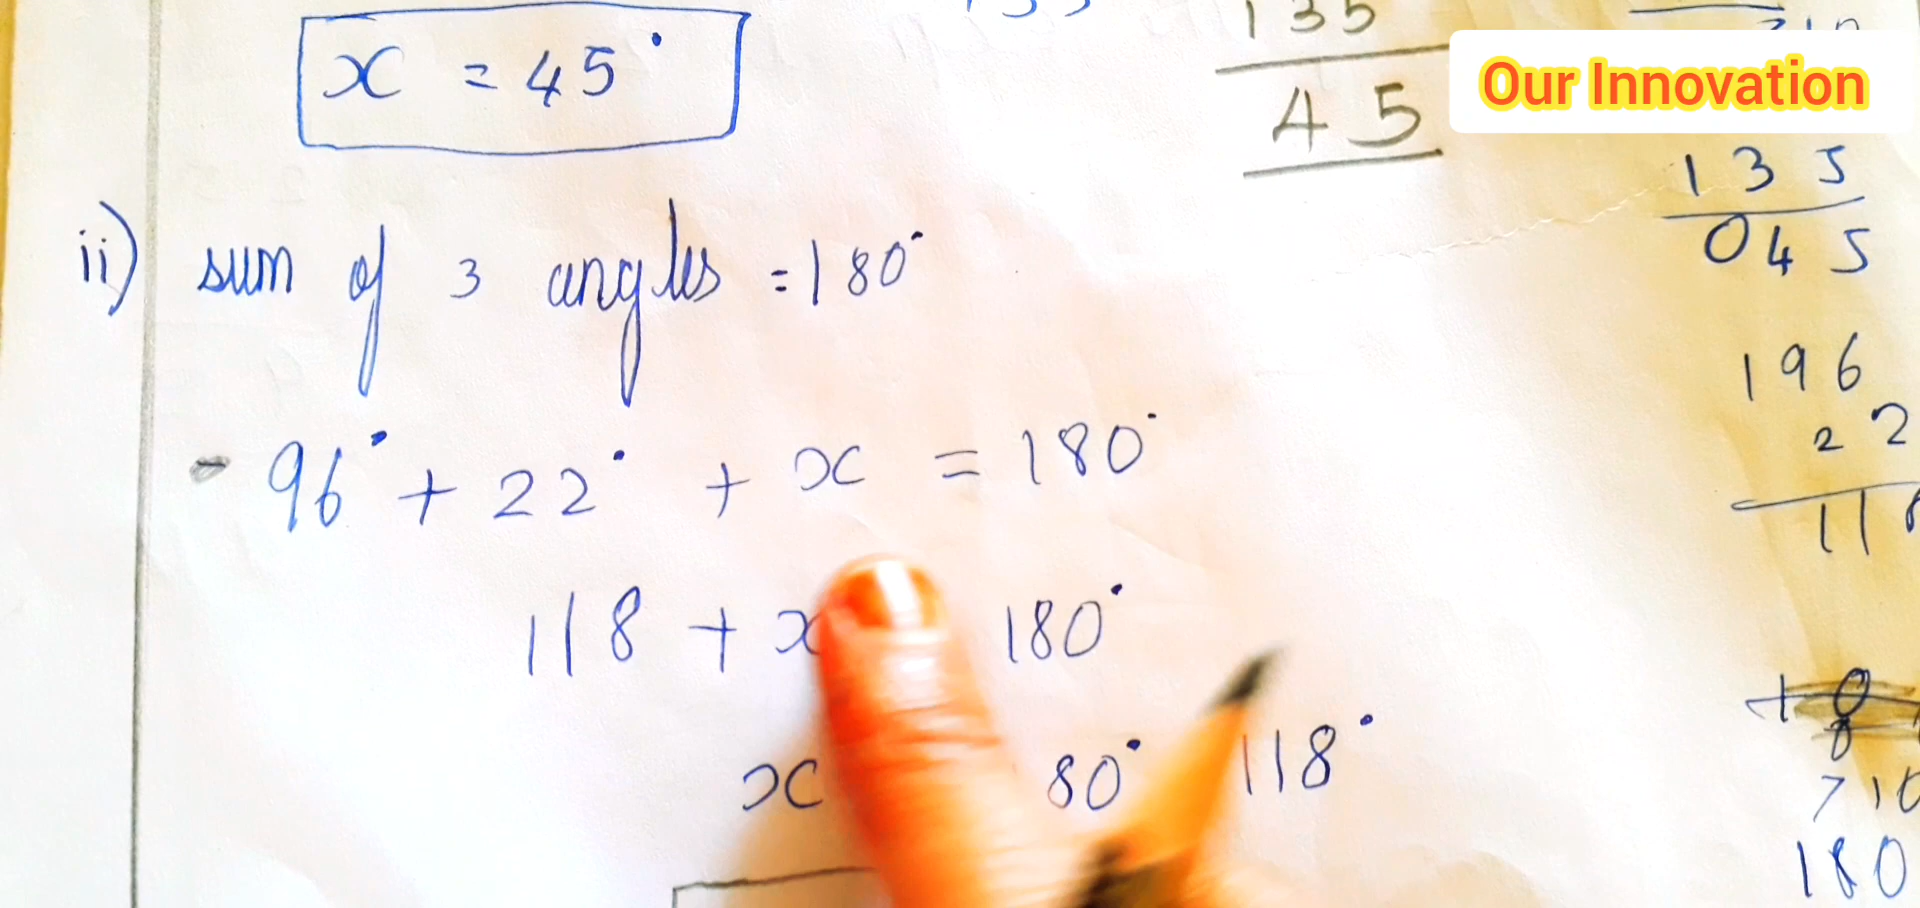 135
x = 45°
45
Our Innovation
135
045
ii) sum of 3 angles = 180°
196
22
96° + 22° + x = 180°
118 + x 180°
x 80° 118°
710
180